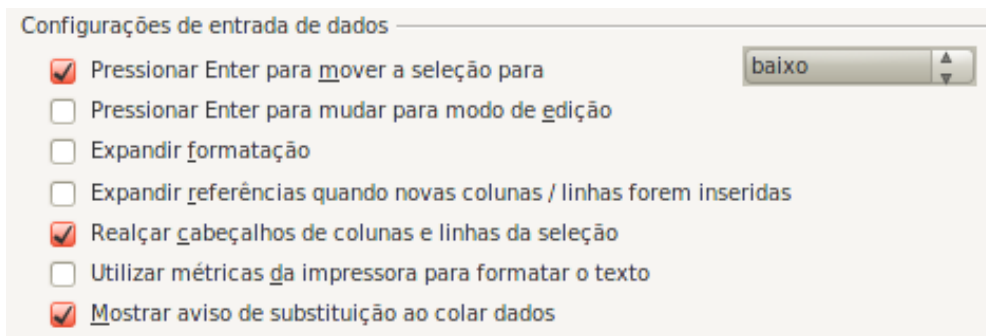 Configurações de entrada de dados
Pressionar Enter para mover a seleção para baixo
Pressionar Enter para mudar para modo de edição
Expandir formatação
Expandir referências quando novas colunas / linhas forem inseridas
Realçar cabeçalhos de colunas e linhas da seleção
Utilizar métricas da impressora para formatar o texto
Mostrar aviso de substituição ao colar dados